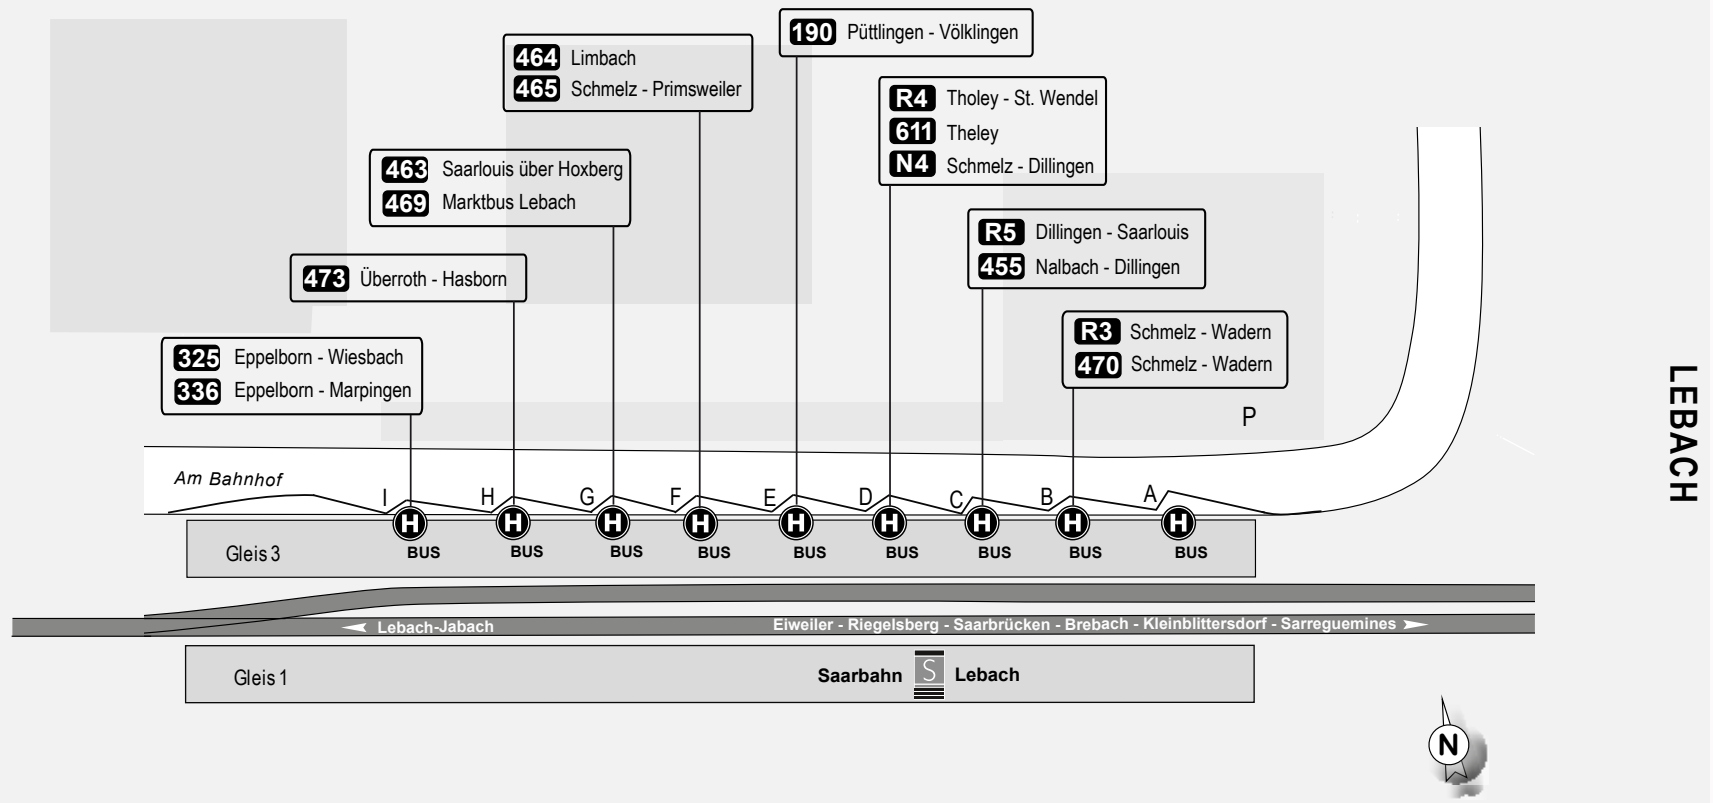 190 Püttlingen - Völklingen
464 Limbach
465 Schmelz - Primsweiler
R4 Tholey - St. Wendel
611 Theley
N4 Schmelz - Dillingen
463 Saarlouis über Hoxberg
469 Marktbus Lebach
R5 Dillingen - Saarlouis
455 Nalbach - Dillingen
473 Überroth - Hasborn
R3 Schmelz - Wadern
470 Schmelz - Wadern
325 Eppelborn - Wiesbach
336 Eppelborn - Marpingen
P
LEBACH
Am Bahnhof
I H G F E D C B A
H H H H H H H H H
BUS BUS BUS BUS BUS BUS BUS BUS BUS
Gleis 3
Lebach-Jabach
Eiweiler - Riegelsberg - Saarbrücken - Brebach - Kleinblittersdorf - Sarreguemines
Gleis 1
Saarbahn S Lebach
N